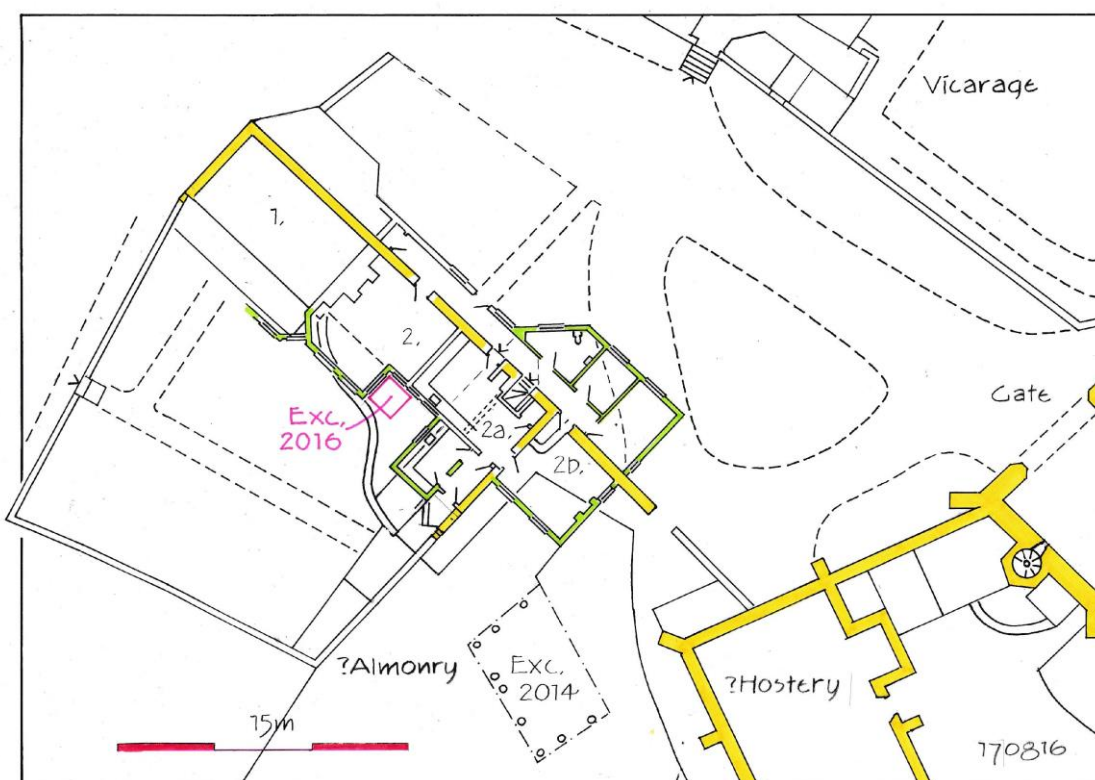 Vicarage
1,
2,
Gate
Exc,
2016
2a,
2b,
?Almonry
Exc,
2014
?Hostery
15m
170816